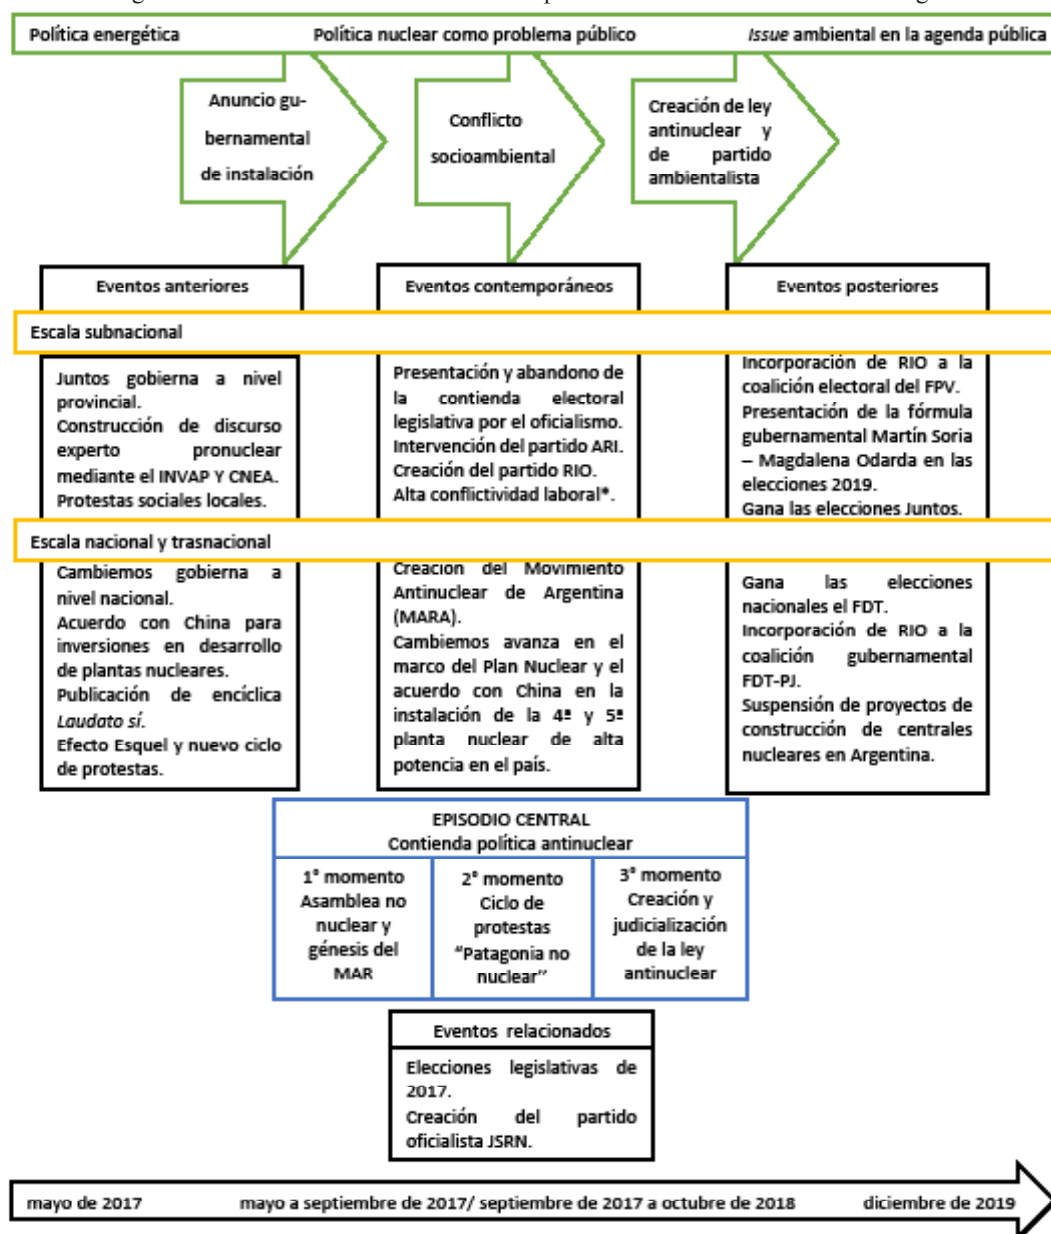 Política energética
Política nuclear como problema público
Issue ambiental en la agenda pública
Anuncio gu-
bernamental
de instalación
Conflicto
socioambiental
Creación de ley
antinuclear y
de partido
ambientalista
Eventos anteriores
Eventos contemporáneos
Eventos posteriores
Escala subnacional
Juntos gobierna a nivel
provincial.
Construcción de discurso
experto pronuclear
mediante el INVAP Y CNEA.
Protestas sociales locales.
Presentación y abandono de
la contienda electoral
legislativa por el oficialismo.
Intervención del partido ARI.
Creación del partido RIO.
Alta conflictividad laboral*.
Incorporación de RIO a la
coalición electoral del FPV.
Presentación de la fórmula
gubernamental Martín Soria
– Magdalena Odarda en las
elecciones 2019.
Gana las elecciones Juntos.
Escala nacional y trasnacional
Cambiemos gobierna a
nivel nacional.
Acuerdo con China para
inversiones en desarrollo
de plantas nucleares.
Publicación de encíclica
Laudato sí.
Efecto Esquel y nuevo ciclo
de protestas.
Creación del Movimiento
Antinuclear de Argentina
(MARA).
Cambiemos avanza en el
marco del Plan Nuclear y el
acuerdo con China en la
instalación de la 4ª y 5ª
planta nuclear de alta
potencia en el país.
Gana las elecciones
nacionales el FDT.
Incorporación de RIO a la
coalición gubernamental
FDT-PJ.
Suspensión de proyectos de
construcción de centrales
nucleares en Argentina.
EPISODIO CENTRAL
Contienda política antinuclear
1° momento
Asamblea no
nuclear y
génesis del
MAR
2° momento
Ciclo de
protestas
“Patagonia no
nuclear”
3° momento
Creación y
judicialización
de la ley
antinuclear
Eventos relacionados
Elecciones legislativas de
2017.
Creación del partido
oficialista JSRN.
mayo de 2017
mayo a septiembre de 2017/ septiembre de 2017 a octubre de 2018
diciembre de 2019